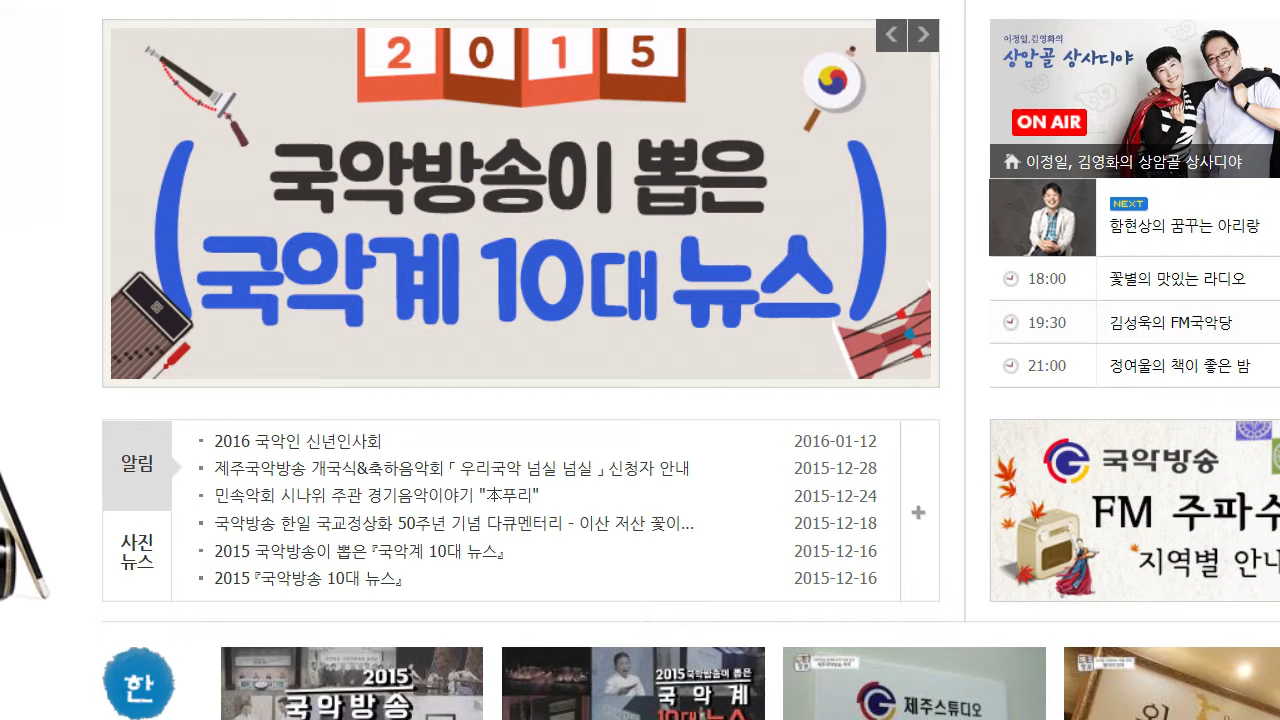 2015
국악방송이 뽑은
(국악계 10대 뉴스)
이정일,김영화의
상암골 상사디야
ON AIR
이정일, 김영화의 상암골 상사디야
NEXT
함현상의 꿈꾸는 아리랑
18:00 꽃별의 맛있는 라디오
19:30 김성욱의 FM국악당
21:00 정여울의 책이 좋은 밤
알림
사진
뉴스
2016 국악인 신년인사회 2016-01-12
제주국악방송 개국식&축하음악회 「 우리국악 넘실 넘실 」 신청자 안내 2015-12-28
민속악회 시나위 주관 경기음악이야기 "本푸리" 2015-12-24
국악방송 한일 국교정상화 50주년 기념 다큐멘터리 - 이산 저산 꽃이... 2015-12-18
2015 국악방송이 뽑은 『국악계 10대 뉴스』 2015-12-16
2015 『국악방송 10대 뉴스』 2015-12-16
국악방송
FM 주파수
지역별 안내
한
2015
국악방송
2015국악방송이 뽑은
국악계
10대뉴스
제주스튜디오